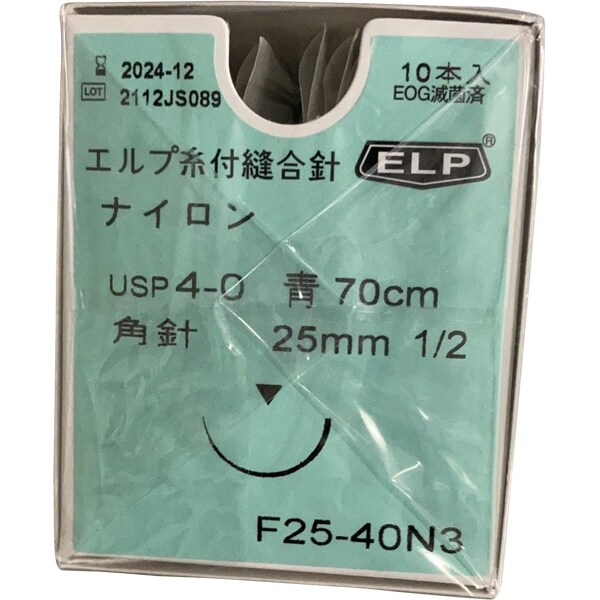 2024-12
LOT 2112JS089
10本入
EOG滅菌済
エルプ糸付縫合針 ELP®
ナイロン
USP 4-0 青 70cm
角針 25mm 1/2
F25-40N3